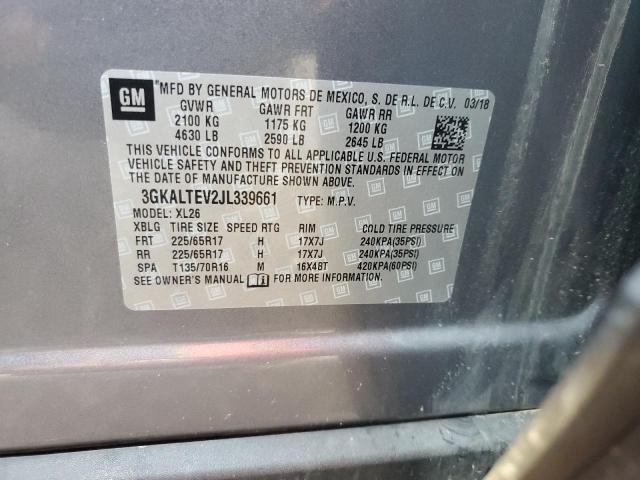 GM
*MFD BY GENERAL MOTORS DE MEXICO, S. DE R.L. DE C.V. 03/18
GVWR GAWR FRT GAWR RR
2100 KG 1175 KG 1200 KG
4630 LB 2590 LB 2645 LB
THIS VEHICLE CONFORMS TO ALL APPLICABLE U.S. FEDERAL MOTOR
VEHICLE SAFETY AND THEFT PREVENTION STANDARDS IN EFFECT ON
THE DATE OF MANUFACTURE SHOWN ABOVE.
3GKALTEV2JL339661 TYPE: M.P.V.
MODEL: XL26
XBLG TIRE SIZE SPEED RTG RIM COLD TIRE PRESSURE
FRT 225/65R17 H 17X7J 240KPA(35PSI)
RR 225/65R17 H 17X7J 240KPA(35PSI)
SPA T135/70R16 M 16X4BT 420KPA(60PSI)
SEE OWNER'S MANUAL FOR MORE INFORMATION.